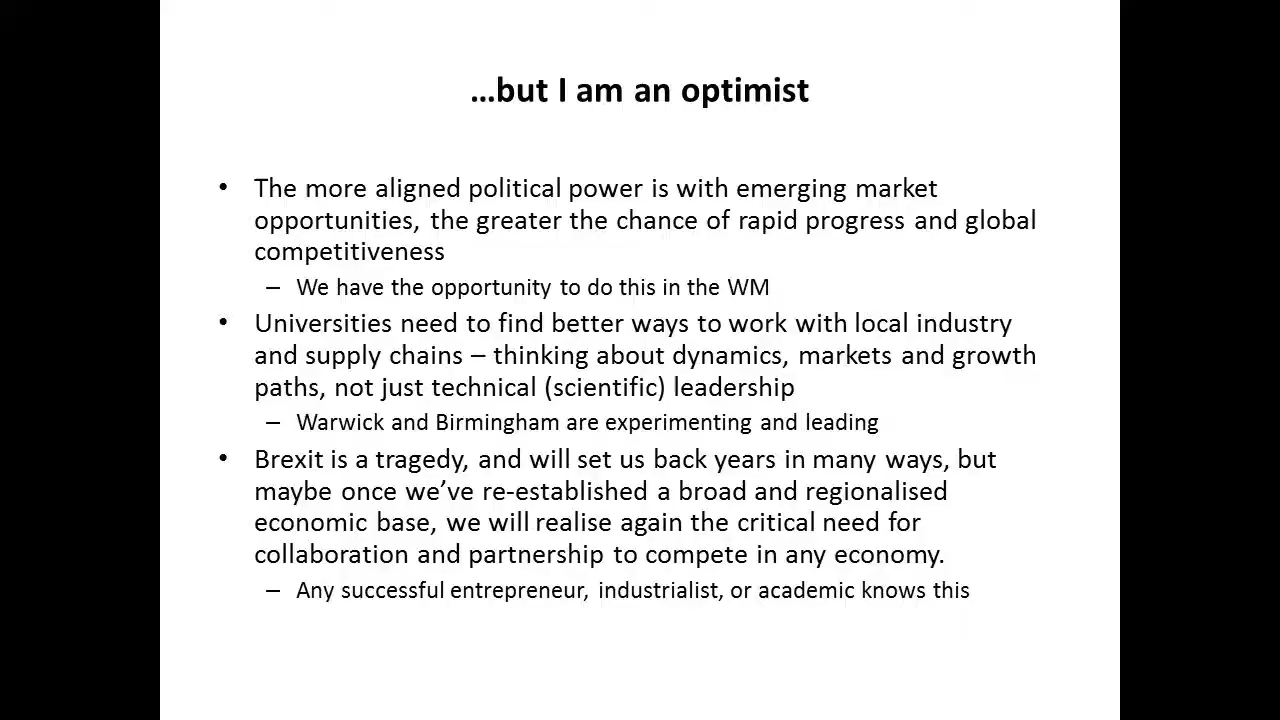 …but I am an optimist
• The more aligned political power is with emerging market
opportunities, the greater the chance of rapid progress and global
competitiveness
– We have the opportunity to do this in the WM
• Universities need to find better ways to work with local industry
and supply chains – thinking about dynamics, markets and growth
paths, not just technical (scientific) leadership
– Warwick and Birmingham are experimenting and leading
• Brexit is a tragedy, and will set us back years in many ways, but
maybe once we’ve re-established a broad and regionalised
economic base, we will realise again the critical need for
collaboration and partnership to compete in any economy.
– Any successful entrepreneur, industrialist, or academic knows this